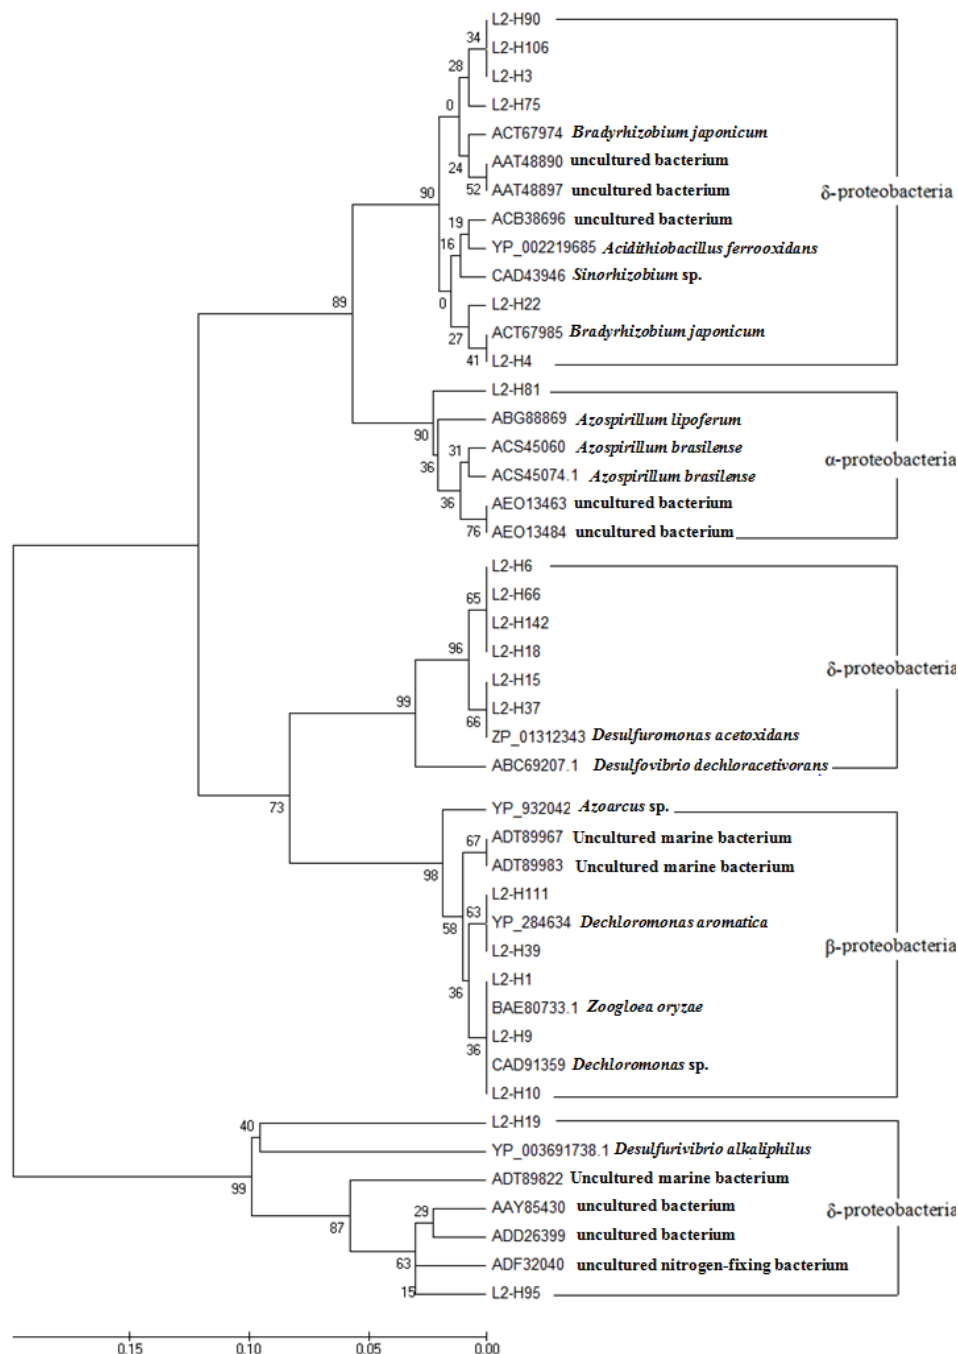 L2-H90
34
L2-H106
28
L2-H3
0
L2-H75
ACT67974 Bradyrhizobium japonicum
24
AAT48890 uncultured bacterium
52
AAT48897 uncultured bacterium
90
δ-proteobacteria
19
ACB38696 uncultured bacterium
16
YP_002219685 Acidithiobacillus ferrooxidans
CAD43946 Sinorhizobium sp.
89
0
L2-H22
27
ACT67985 Bradyrhizobium japonicum
41
L2-H4
L2-H81
90
ABG88869 Azospirillum lipoferum
31
ACS45060 Azospirillum brasilense
α-proteobacteria
36
ACS45074.1 Azospirillum brasilense
36
AEO13463 uncultured bacterium
76
AEO13484 uncultured bacterium
L2-H6
65
L2-H66
L2-H142
96
L2-H18
δ-proteobacteria
L2-H15
99
L2-H37
66
ZP_01312343 Desulfuromonas acetoxidans
ABC69207.1 Desulfovibrio dechloracetivorans
73
YP_932042 Azoarcus sp.
67
ADT89967 Uncultured marine bacterium
98
ADT89983 Uncultured marine bacterium
L2-H111
63
58
YP_284634 Dechloromonas aromatica
L2-H39
β-proteobacteria
36
L2-H1
BAE80733.1 Zoogloea oryzae
L2-H9
36
CAD91359 Dechloromonas sp.
L2-H10
40
L2-H19
YP_003691738.1 Desulfurivibrio alkaliphilus
99
ADT89822 Uncultured marine bacterium
29
AAY85430 uncultured bacterium
δ-proteobacteria
87
ADD26399 uncultured bacterium
63
ADF32040 uncultured nitrogen-fixing bacterium
15
L2-H95
0.15 0.10 0.05 0.00